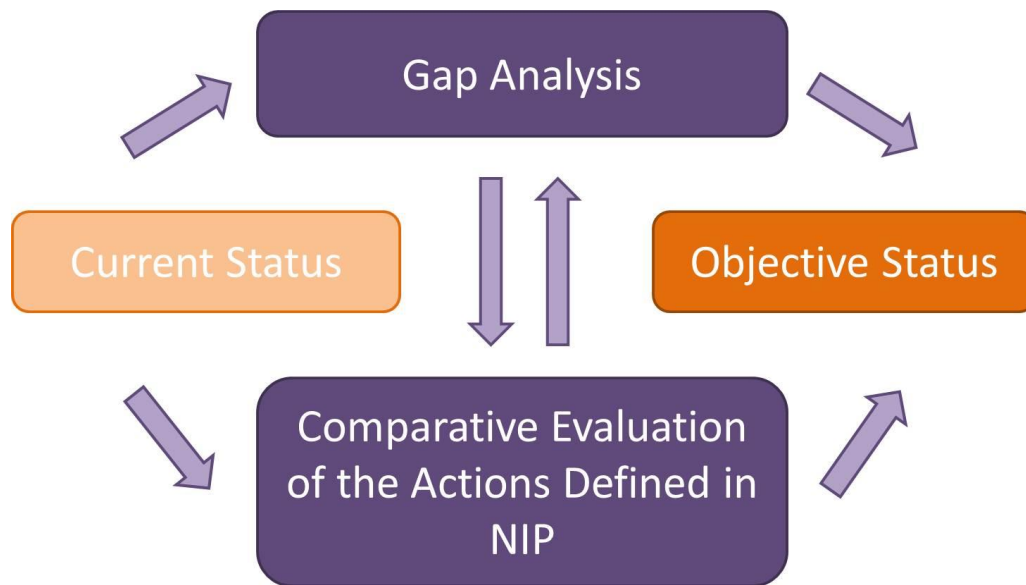 Gap Analysis
Current Status
Objective Status
Comparative Evaluation
of the Actions Defined in
NIP